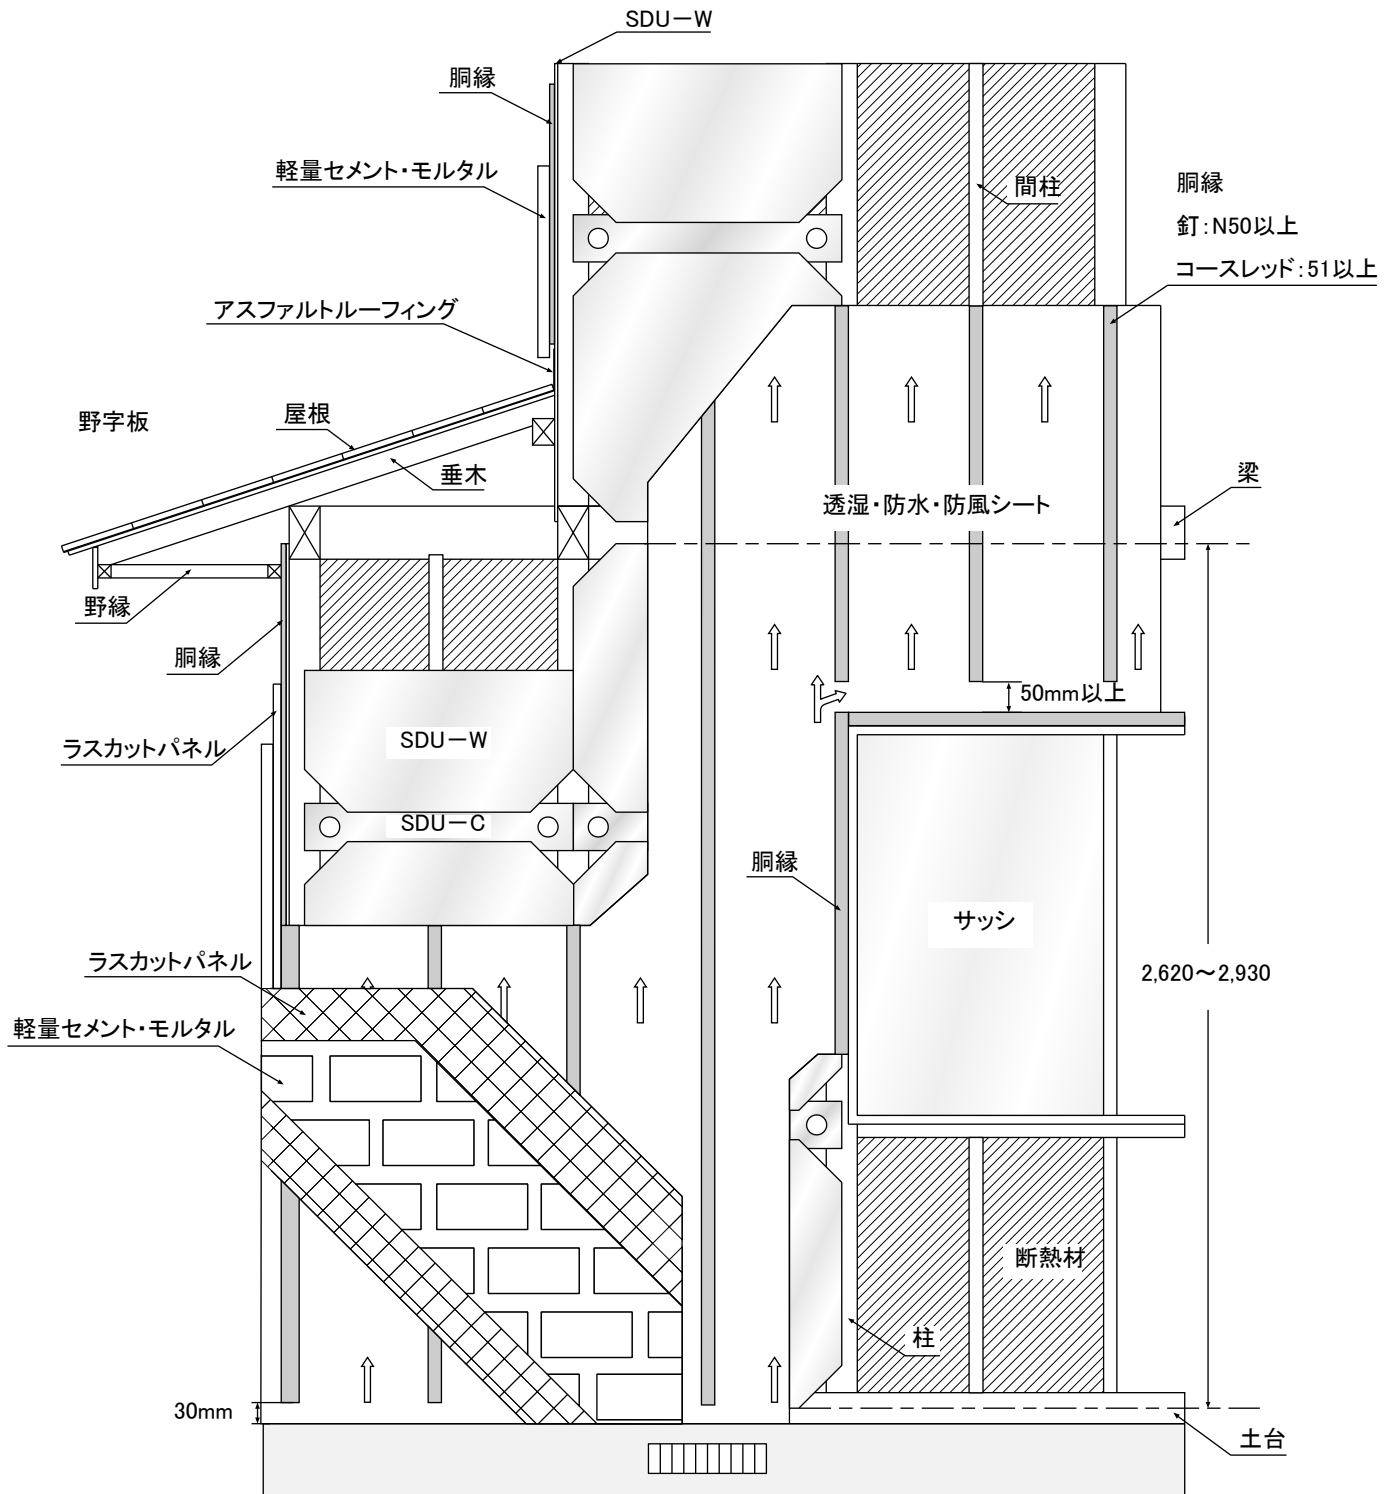 SDU－W
胴縁
軽量セメント・モルタル
間柱
胴縁
釘：N50以上
コースレッド：51以上
アスファルトルーフィング
野字板
屋根
垂木
梁
透湿・防水・防風シート
野縁
胴縁
50mm以上
ラスカットパネル
SDU－W
SDU－C
胴縁
サッシ
ラスカットパネル
2,620～2,930
軽量セメント・モルタル
断熱材
柱
30mm
土台